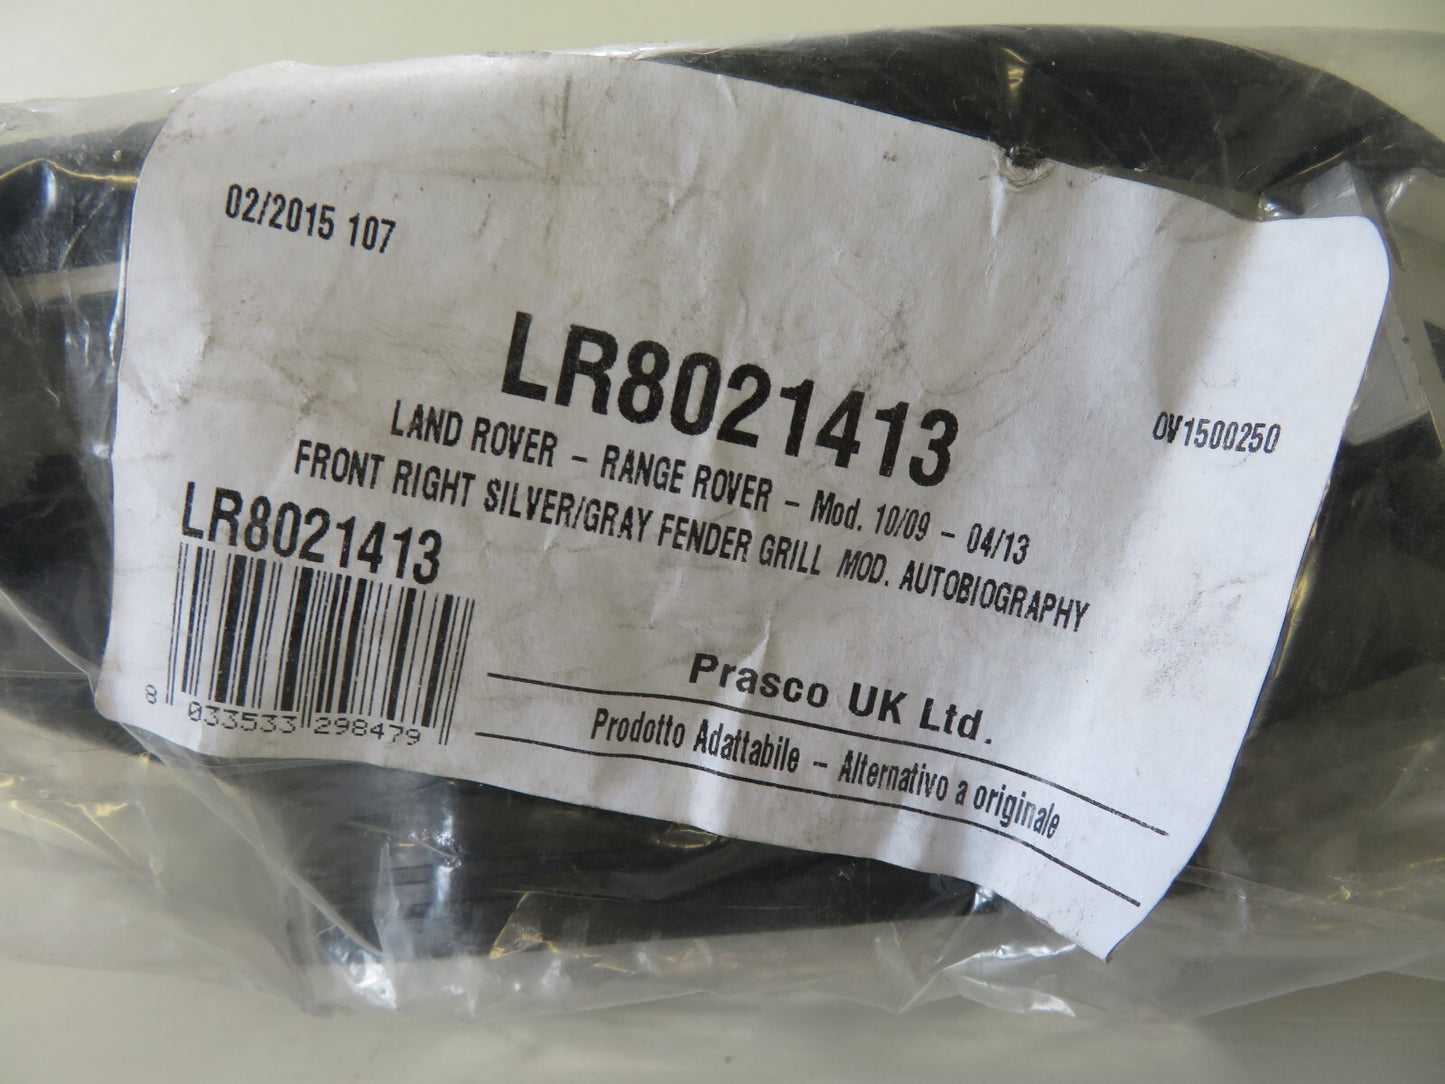 02/2015 107
LR8021413
OV1500250
LAND ROVER - RANGE ROVER - Mod. 10/09 - 04/13
FRONT RIGHT SILVER/GRAY FENDER GRILL MOD. AUTOBIOGRAPHY
LR8021413
8 033533 298479
Prasco UK Ltd.
Prodotto Adattabile - Alternativo a originale